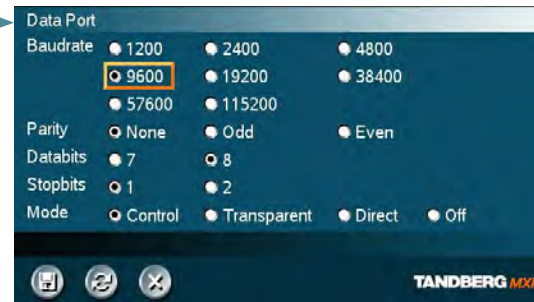 Data Port
Baudrate 1200 2400 4800
9600 19200 38400
57600 115200
Parity None Odd Even
Databits 7 8
Stopbits 1 2
Mode Control Transparent Direct Off
TANDBERG MXP